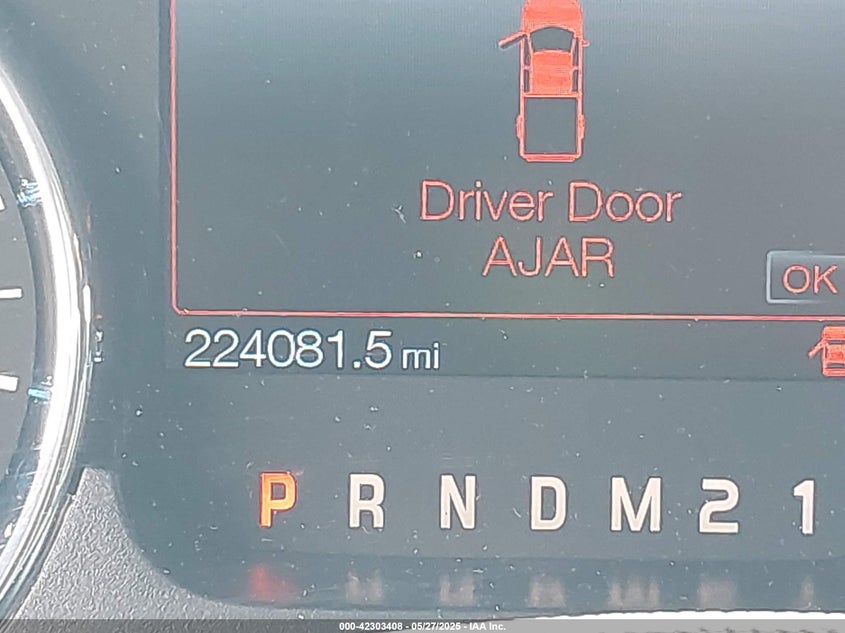 Driver Door
AJAR
OK
224081.5 mi
P R N D M 2 1
000-42303408 - 05/27/2025 - IAA Inc.